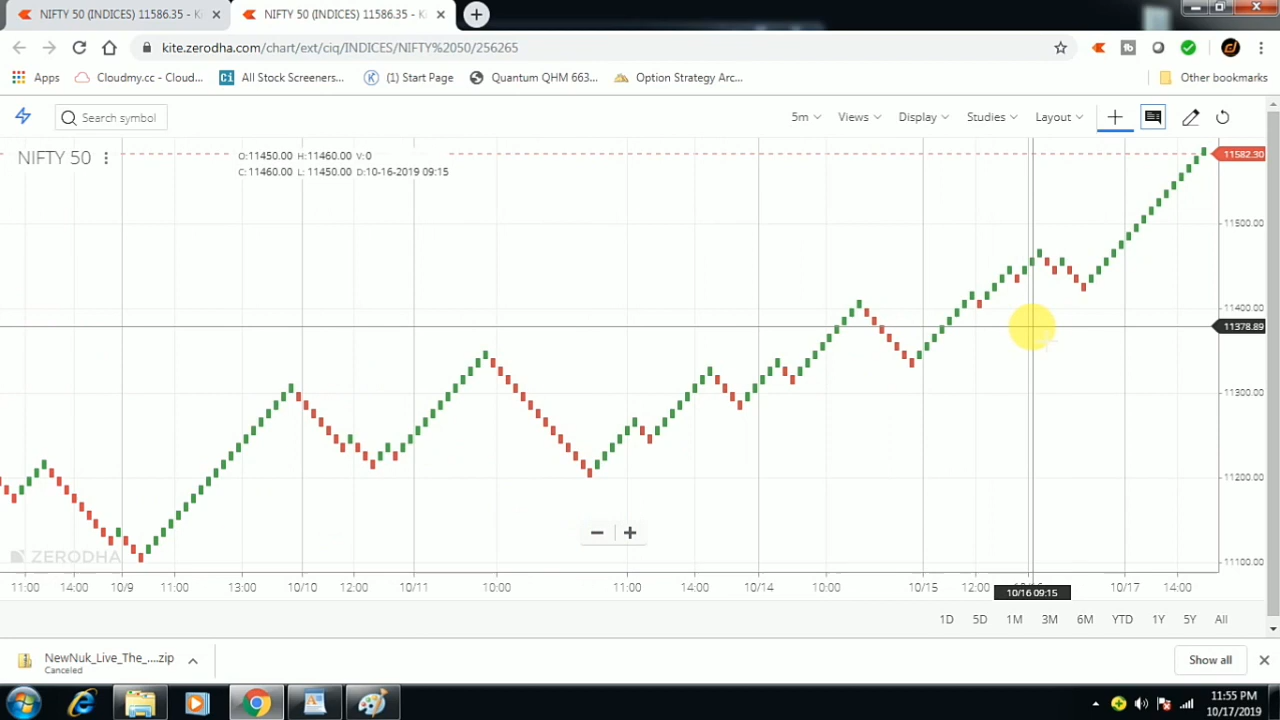 NIFTY 50 (INDICES) 11586.35 - K
NIFTY 50 (INDICES) 11586.35 - K
kite.zerodha.com/chart/ext/ciq/INDICES/NIFTY%2050/256265
Apps
Cloudmy.cc - Cloud...
Ci
All Stock Screeners...
K
(1) Start Page
Quantum QHM 663...
Option Strategy Arc...
Other bookmarks
Search symbol
5m
Views
Display
Studies
Layout
NIFTY 50
O:11450.00 H:11460.00 V:0
C:11460.00 L: 11450.00 D:10-16-2019 09:15
11582.30
11500.00
11400.00
11378.89
11300.00
11200.00
11100.00
ZERODHA
11:00 14:00 10/9 11:00 13:00 10/10 12:00 10/11 10:00 11:00 10/14 10:00 10/15 12:00 10/17 14:00
10/16 09:15
1D 5D 1M 3M 6M YTD 1Y 5Y All
NewNuk_Live_The_....zip
Canceled
Show all
11:55 PM
10/17/2019